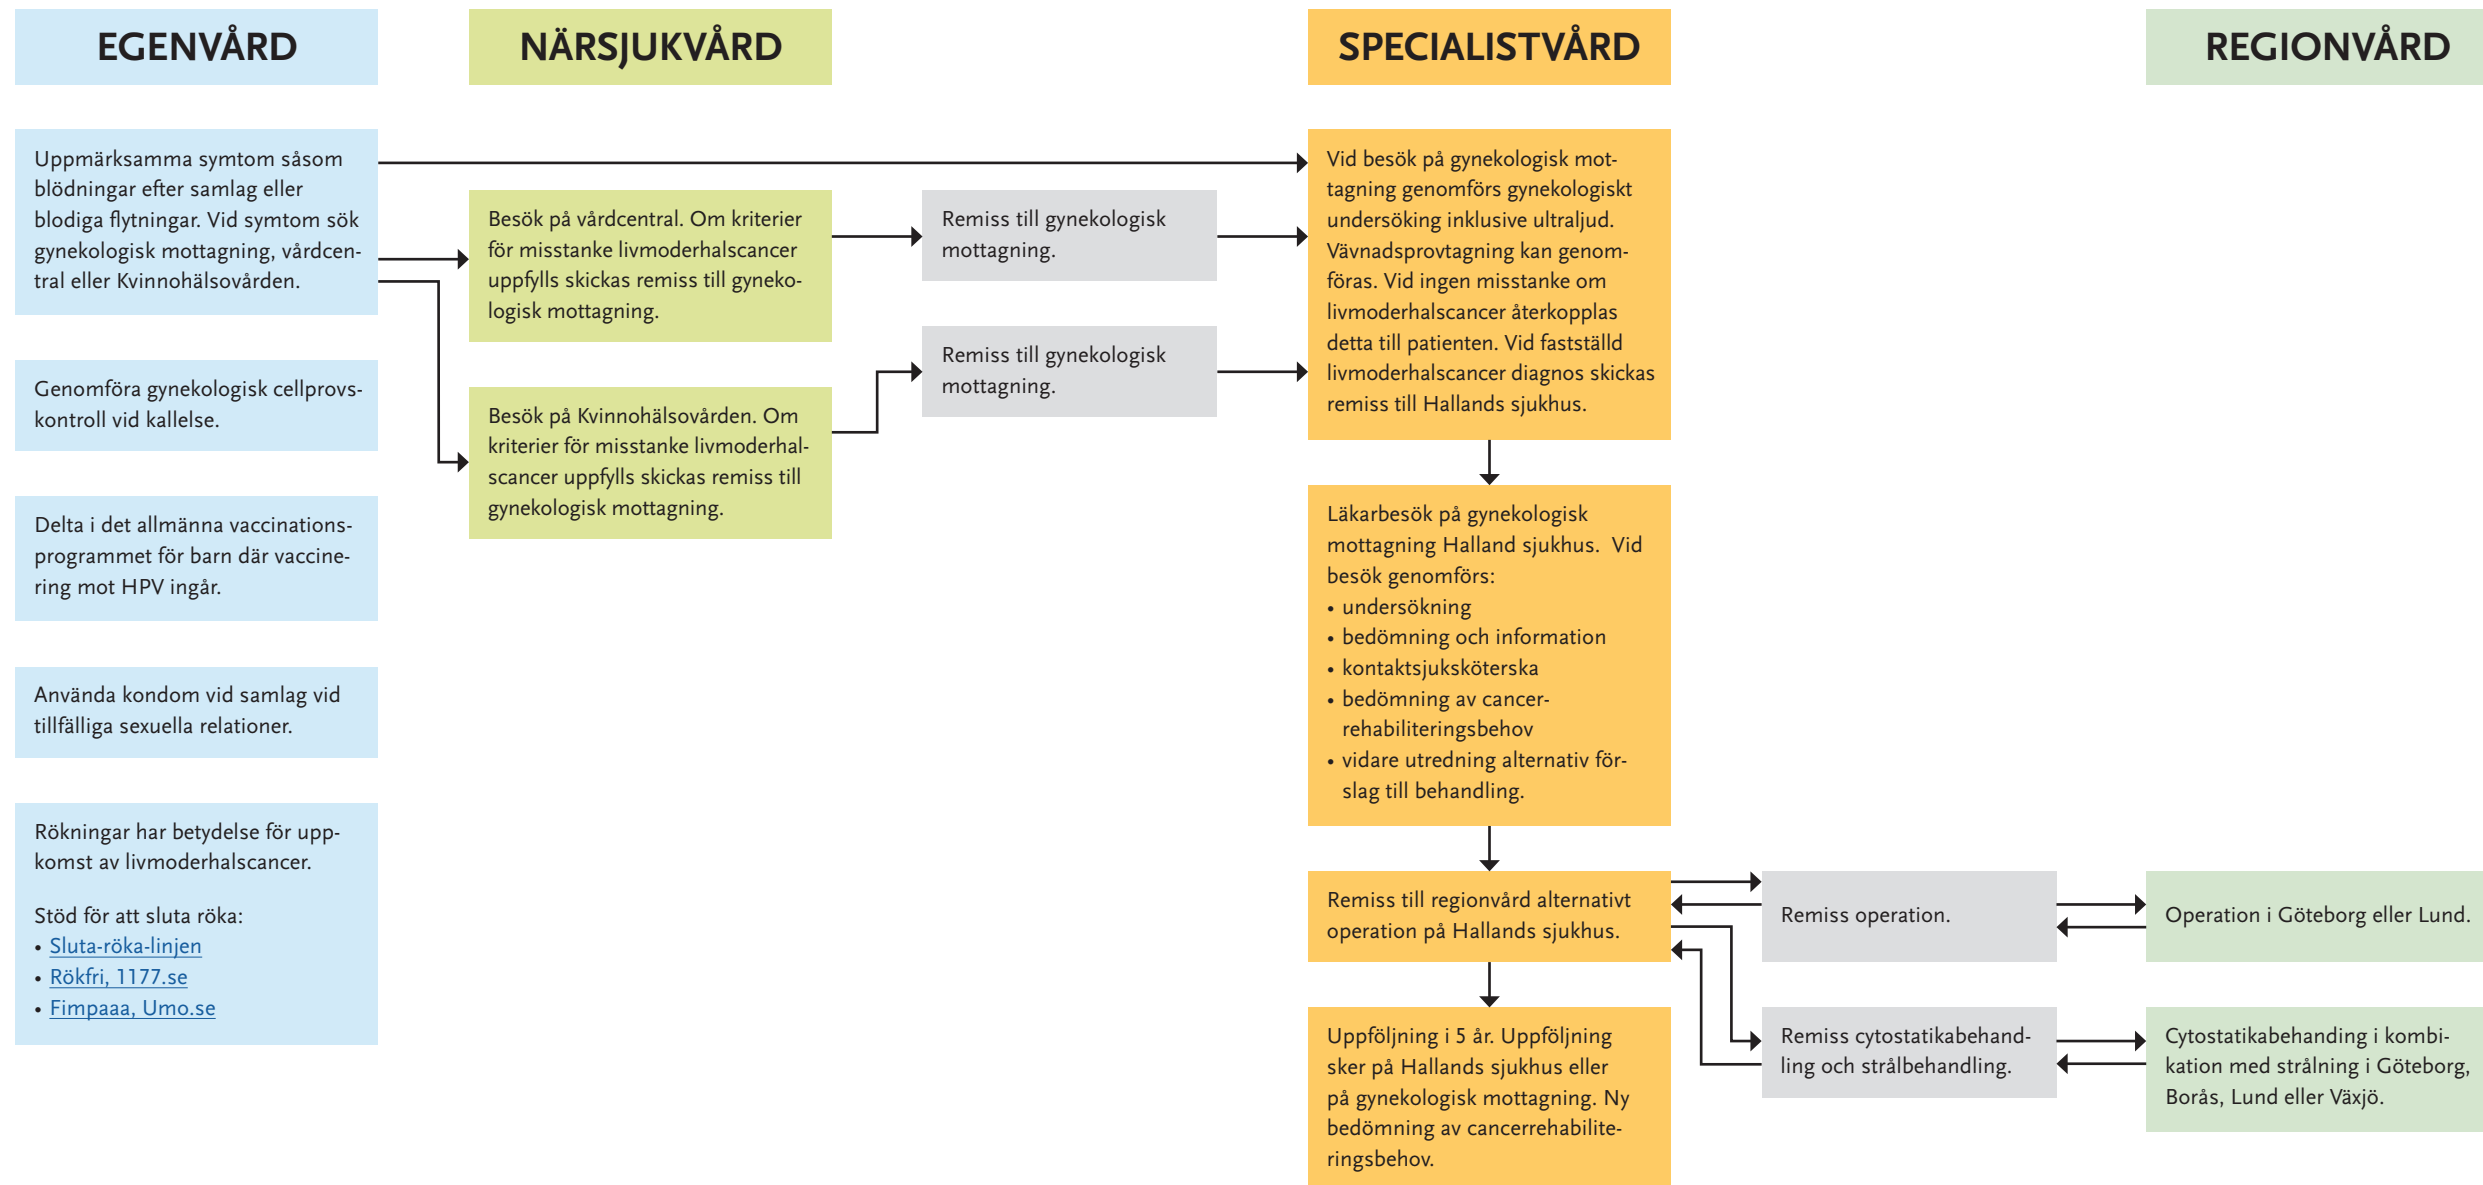 EGENVÅRD
NÄRSJUKVÅRD
SPECIALISTVÅRD
REGIONVÅRD
Uppmärksamma symtom såsom
blödningar efter samlag eller
blodiga flytningar. Vid symtom sök
gynekologisk mottagning, vårdcen-
tral eller Kvinnohälsovården.
Genomföra gynekologisk cellprovs-
kontroll vid kallelse.
Delta i det allmänna vaccinations-
programmet för barn där vaccine-
ring mot HPV ingår.
Använda kondom vid samlag vid
tillfälliga sexuella relationer.
Rökningar har betydelse för upp-
komst av livmoderhalscancer.
Stöd för att sluta röka:
• Sluta-röka-linjen
• Rökfri, 1177.se
• Fimpaaa, Umo.se
Besök på vårdcentral. Om kriterier
för misstanke livmoderhalscancer
uppfylls skickas remiss till gyneko-
logisk mottagning.
Besök på Kvinnohälsovården. Om
kriterier för misstanke livmoderhal-
scancer uppfylls skickas remiss till
gynekologisk mottagning.
Remiss till gynekologisk
mottagning.
Remiss till gynekologisk
mottagning.
Vid besök på gynekologisk mot-
tagning genomförs gynekologiskt
undersöking inklusive ultraljud.
Vävnadsprovtagning kan genom-
föras. Vid ingen misstanke om
livmoderhalscancer återkopplas
detta till patienten. Vid fastställd
livmoderhalscancer diagnos skickas
remiss till Hallands sjukhus.
Läkarbesök på gynekologisk
mottagning Halland sjukhus. Vid
besök genomförs:
• undersökning
• bedömning och information
• kontaktsjuksköterska
• bedömning av cancer-
rehabiliteringsbehov
• vidare utredning alternativ för-
slag till behandling.
Remiss till regionvård alternativt
operation på Hallands sjukhus.
Uppföljning i 5 år. Uppföljning
sker på Hallands sjukhus eller
på gynekologisk mottagning. Ny
bedömning av cancerrehabilite-
ringsbehov.
Remiss operation.
Remiss cytostatikabehand-
ling och strålbehandling.
Operation i Göteborg eller Lund.
Cytostatikabehanding i kombi-
kation med strålning i Göteborg,
Borås, Lund eller Växjö.